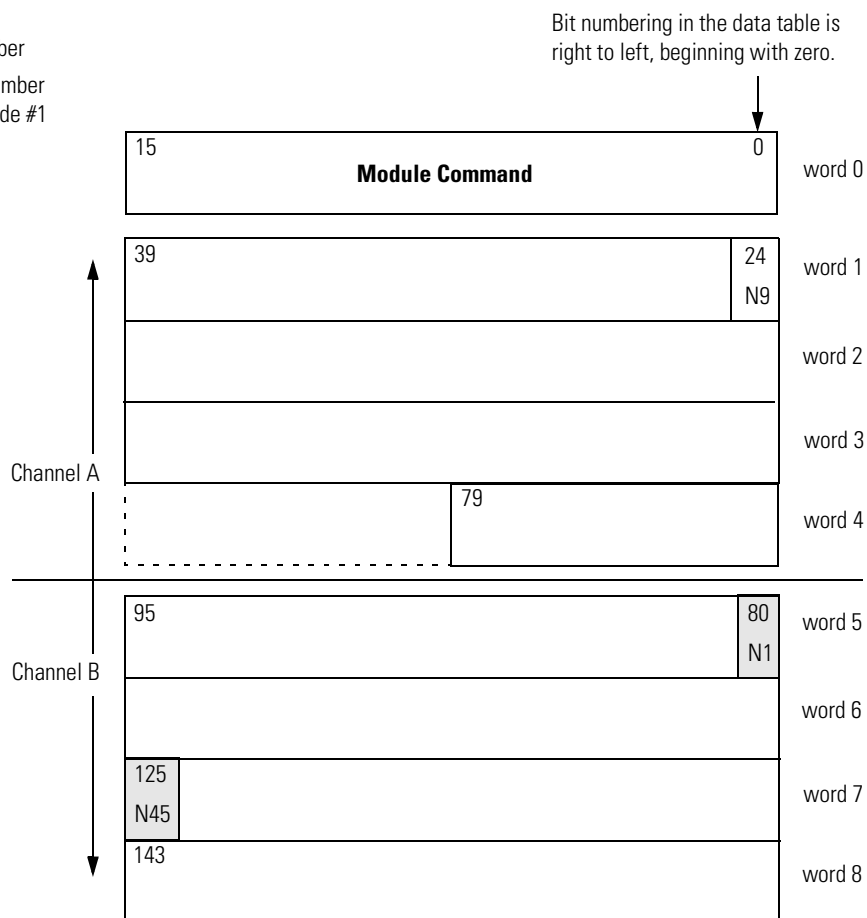 Bit numbering in the data table is
right to left, beginning with zero.
mber
de #1
15
0
Module Command
word 0
39
24
word 1
N9
word 2
word 3
Channel A
79
word 4
95
80
word 5
N1
Channel B
word 6
125
word 7
N45
143
word 8